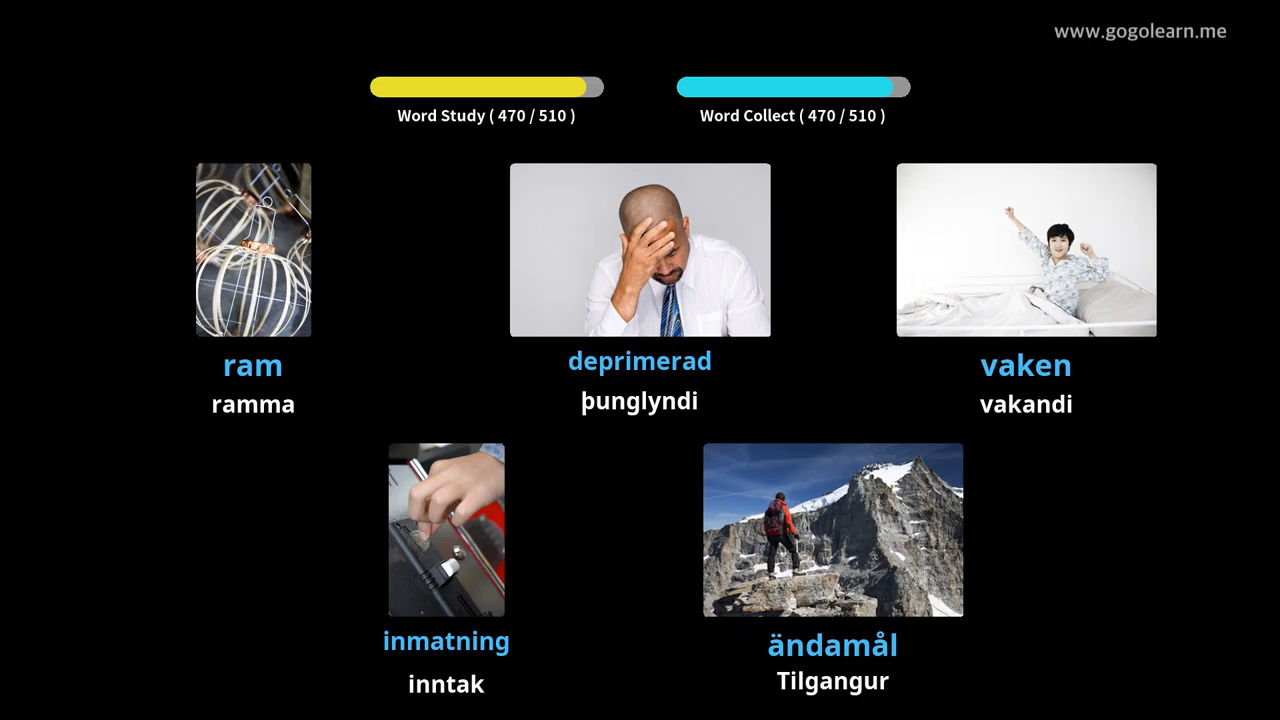 www.gogolearn.me
Word Study ( 470 / 510 )
Word Collect ( 470 / 510 )
ram
ramma
deprimerad
þunglyndi
vaken
vakandi
inmatning
inntak
ändamål
Tilgangur